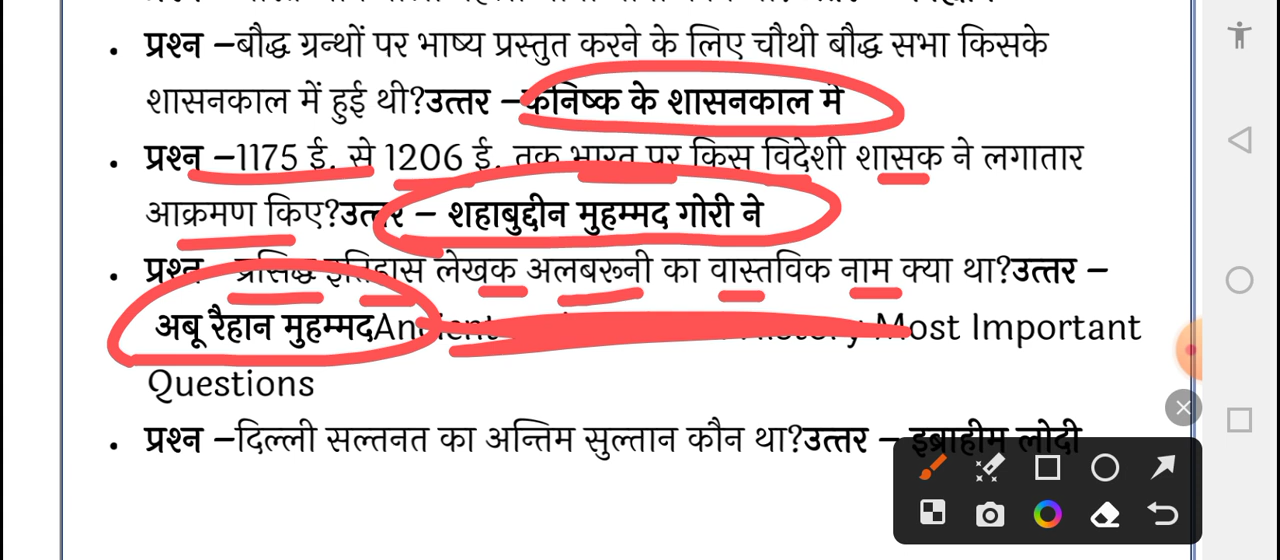 प्रश्न –बौद्ध ग्रन्थों पर भाष्य प्रस्तुत करने के लिए चौथी बौद्ध सभा किसके
शासनकाल में हुई थी?उत्तर –कनिष्क के शासनकाल में
प्रश्न –1175 ई. से 1206 ई. तक भारत पर किस विदेशी शासक ने लगातार
आक्रमण किए?उत्तर – शहाबुद्दीन मुहम्मद गोरी ने
प्रश्न –प्रसिद्ध इतिहास लेखक अलबरूनी का वास्तविक नाम क्या था?उत्तर –
अबू रैहान मुहम्मदAncient History Most Important
Questions
प्रश्न –दिल्ली सल्तनत का अन्तिम सुल्तान कौन था?उत्तर – इब्राहीम लोदी